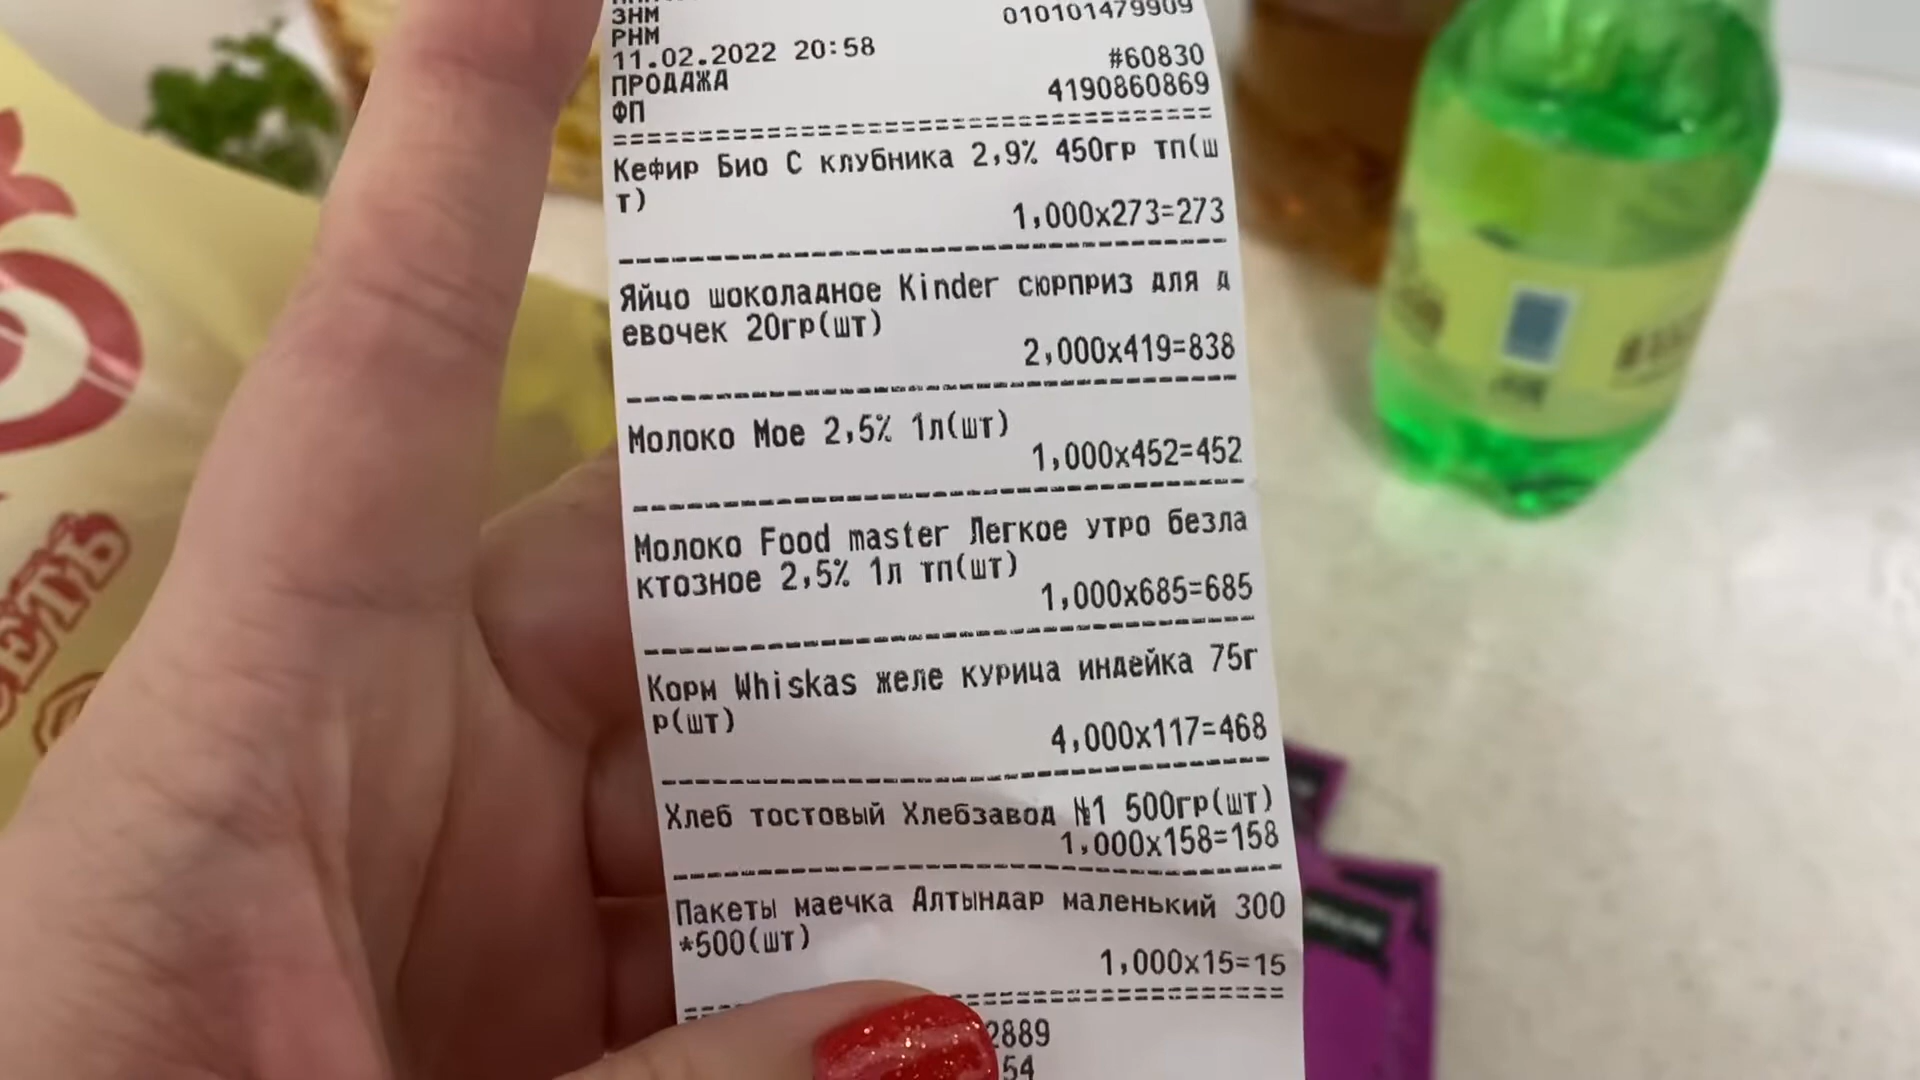 ЗНМ 010101479909
РНМ
11.02.2022 20:58 #60830
ПРОДАЖА 4190860869
ФП
Кефир Био С клубника 2,9% 450гр тп(ш
т)
1,000x273=273
Яйцо шоколадное Kinder сюрприз для д
евочек 20гр(шт)
2,000x419=838
Молоко Мое 2,5% 1л(шт)
1,000x452=452
Молоко Food master Легкое утро безла
ктозное 2,5% 1л тп(шт)
1,000x685=685
Корм Whiskas желе курица индейка 75г
р(шт)
4,000x117=468
Хлеб тостовый Хлебзавод №1 500гр(шт)
1,000x158=158
Пакеты маечка Алтындар маленький 300
*500(шт)
1,000x15=15
2889
54